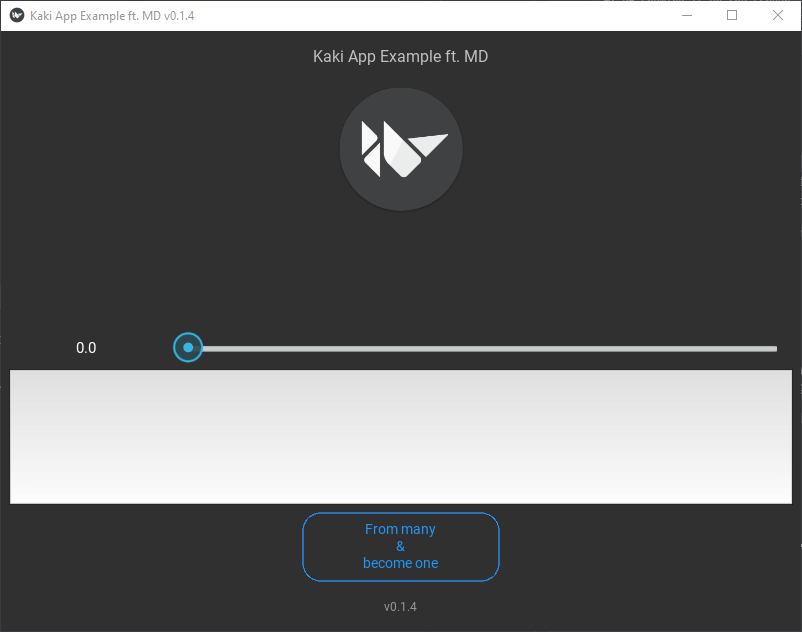 Kaki App Example ft. MD v0.1.4
Kaki App Example ft. MD
0.0
From many
&
become one
v0.1.4